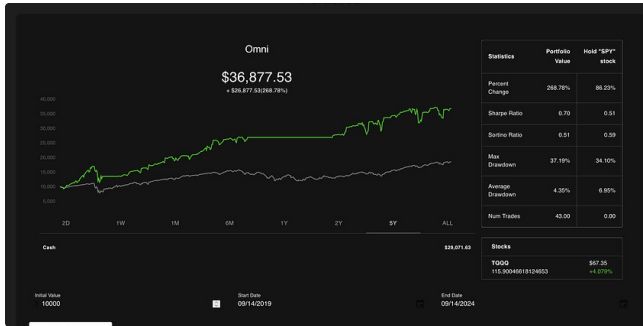 Omni
$36,877.53
+ $26,877.53(268.78%)
40,000
35,000
30,000
25,000
20,000
15,000
10,000
5,000
2D 1W 1M 6M 1Y 2Y 5Y ALL
Cash $29,071.63
Statistics Portfolio Value Hold "SPY" stock
Percent Change 268.78% 86.23%
Sharpe Ratio 0.70 0.51
Sortino Ratio 0.51 0.59
Max Drawdown 37.19% 34.10%
Average Drawdown 4.35% 6.95%
Num Trades 43.00 0.00
Stocks
TQQQ $67.35
115.90046618124653 +4.079%
Initial Value Start Date End Date
10000 09/14/2019 09/14/2024